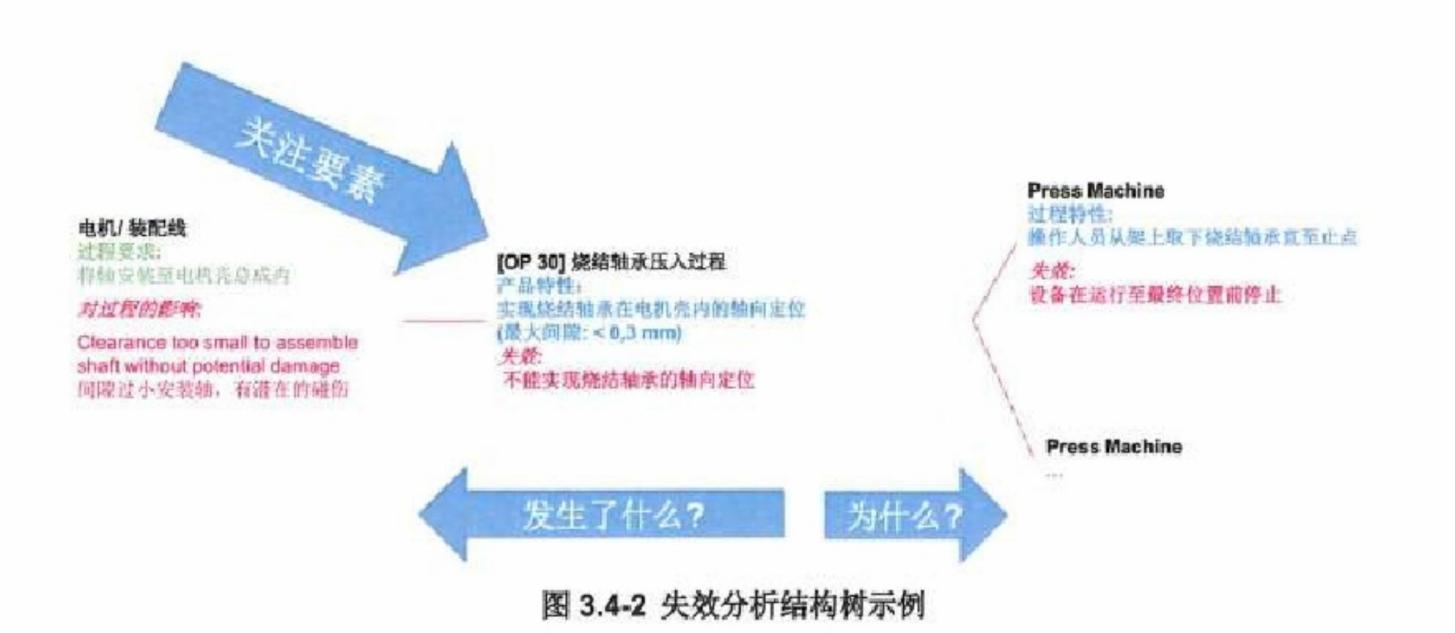 关注要素
电机/ 装配线
过程要求:
将轴安装至电机壳总成内
对过程的影响:
Clearance too small to assemble
shaft without potential damage
间隙过小安装轴，有潜在的碰伤
[OP 30] 烧结轴承压入过程
产品特性:
实现烧结轴承在电机壳内的轴向定位
(最大间隙: < 0,3 mm)
失效:
不能实现烧结轴承的轴向定位
Press Machine
过程特性:
操作人员从架上取下烧结轴承直至止点
失效:
设备在运行至最终位置前停止
Press Machine
...
发生了什么?
为什么?
图 3.4-2 失效分析结构树示例